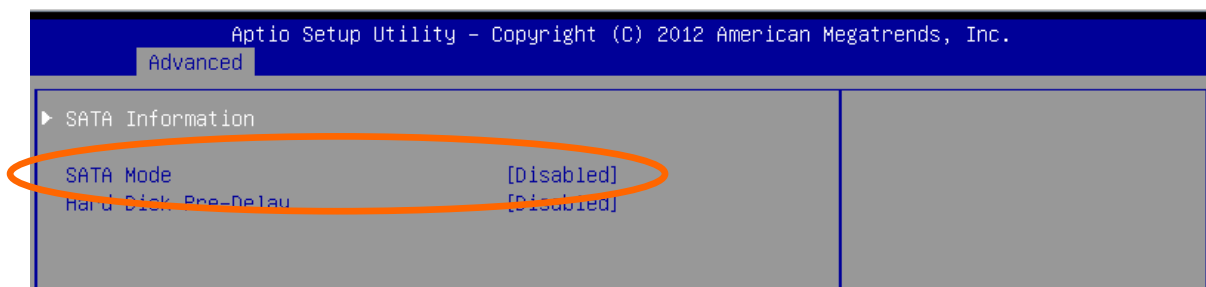 Aptio Setup Utility – Copyright (C) 2012 American Megatrends, Inc.
Advanced
SATA Information
SATA Mode [Disabled]
Hard Disk Pre-Delay [Disabled]